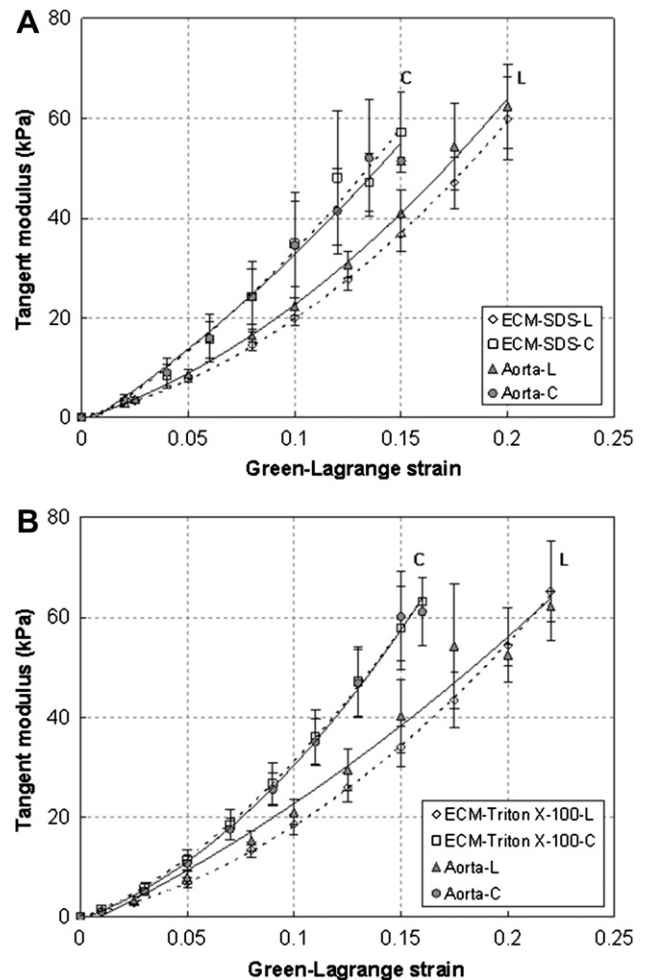 A
80
60
40
20
0
Tangent modulus (kPa)
C
L
ECM-SDS-L
ECM-SDS-C
Aorta-L
Aorta-C
0
0.05
0.1
0.15
0.2
0.25
Green-Lagrange strain
B
80
60
40
20
0
Tangent modulus (kPa)
C
L
ECM-Triton X-100-L
ECM-Triton X-100-C
Aorta-L
Aorta-C
0
0.05
0.1
0.15
0.2
0.25
Green-Lagrange strain